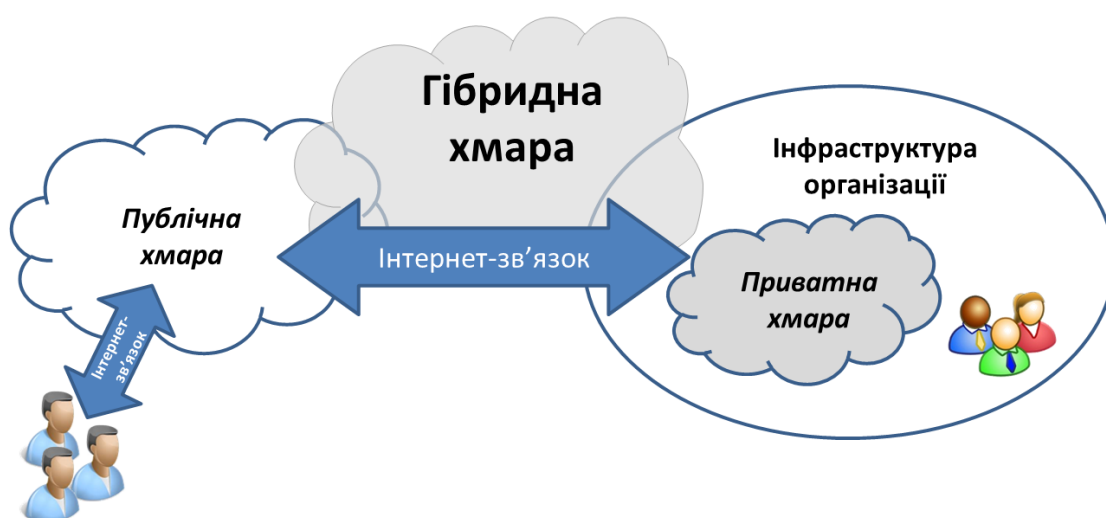 Гібридна
хмара
Інфраструктура
організації
Публічна
хмара
Інтернет-зв’язок
Приватна
хмара
Інтернет-
зв’язок